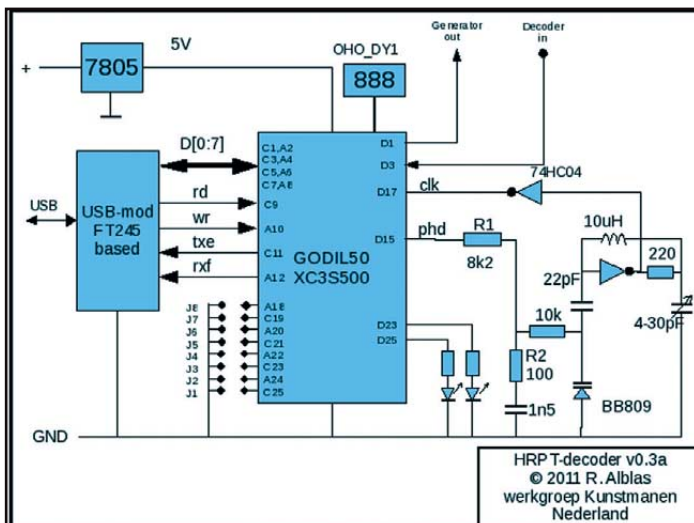 Generator
out
Decoder
in
OHO_DY1
5V
7805
+
888
D[0:7]
C1,A2
C3,A4
C5,A6
C7,A8
D1
D3
74HC04
USB
USB-mod
FT245
based
rd
C9
D17
clk
wr
A10
10uH
txe
C11
D15
phd
R1
8k2
220
rxf
A12
GODIL50
XC3S500
22pF
10k
4-30pF
J8
A18
J7
C19
J6
A20
J5
C21
J4
A22
J3
C23
J2
A24
J1
C25
D23
D25
R2
100
1n5
BB809
GND
HRPT-decoder v0.3a
© 2011 R. Alblas
werkgroep Kunstmanen
Nederland